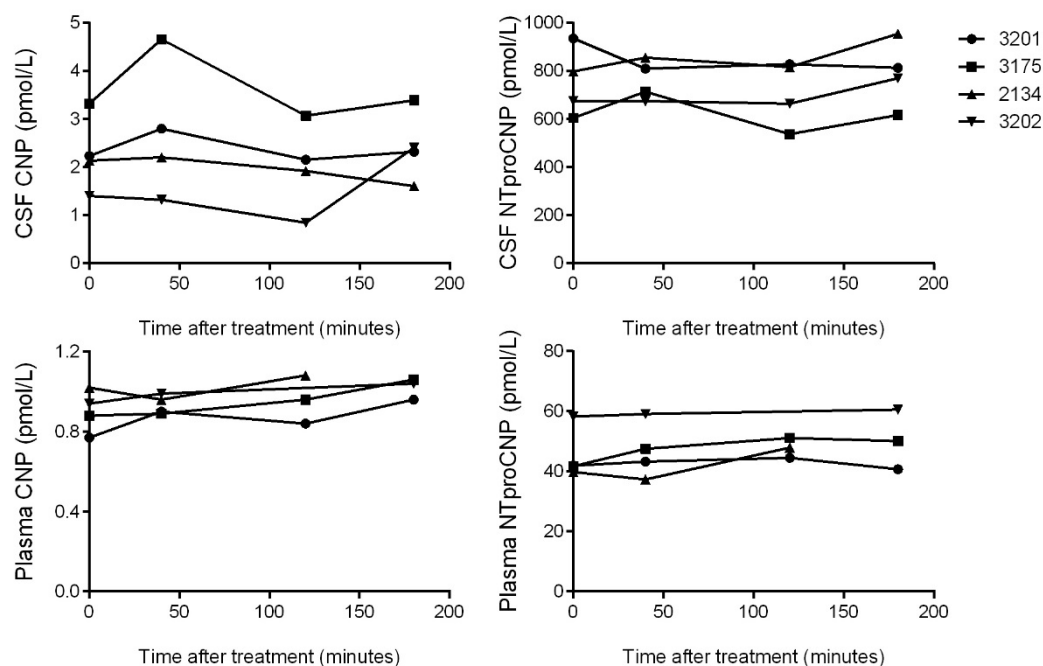 CSF CNP (pmol/L)
5
4
3
2
1
0
0 50 100 150 200
Time after treatment (minutes)
CSF NTproCNP (pmol/L)
1000
800
600
400
200
0
0 50 100 150 200
Time after treatment (minutes)
3201
3175
2134
3202
Plasma CNP (pmol/L)
1.2
0.8
0.4
0.0
0 50 100 150 200
Time after treatment (minutes)
Plasma NTproCNP (pmol/L)
80
60
40
20
0
0 50 100 150 200
Time after treatment (minutes)